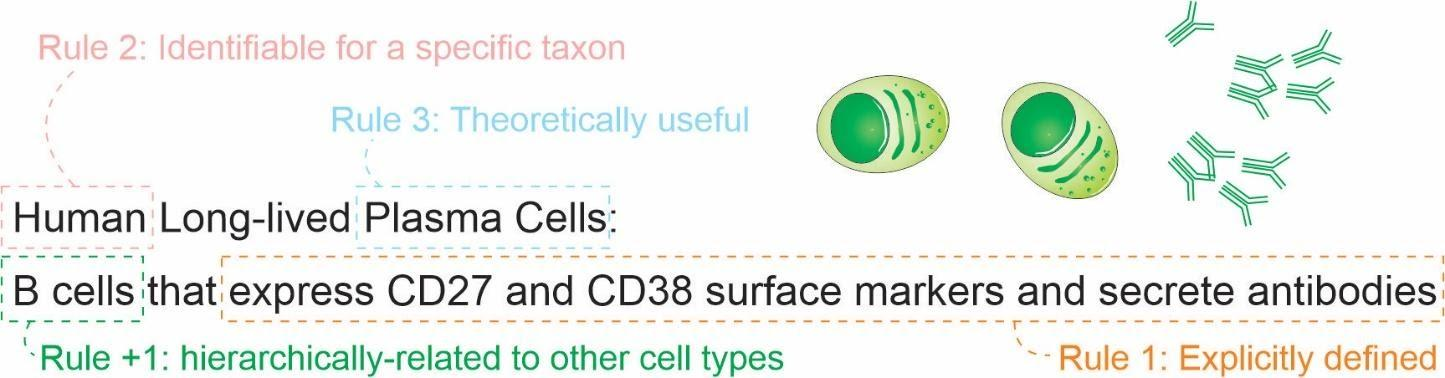 Rule 2: Identifiable for a specific taxon
Rule 3: Theoretically useful
Human Long-lived Plasma Cells:
B cells that express CD27 and CD38 surface markers and secrete antibodies
Rule +1: hierarchically-related to other cell types
Rule 1: Explicitly defined